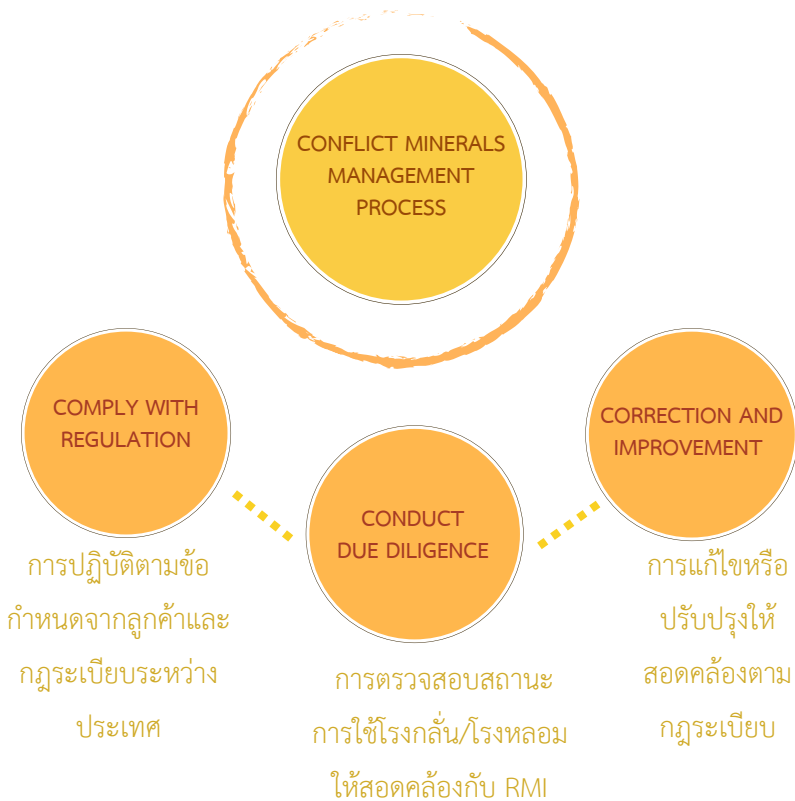 CONFLICT MINERALS
MANAGEMENT
PROCESS
COMPLY WITH
REGULATION
การปฏิบัติตามข้อ
กำหนดจากลูกค้าและ
กฎระเบียบระหว่าง
ประเทศ
CONDUCT
DUE DILIGENCE
การตรวจสอบสถานะ
การใช้โรงกลั่น/โรงหลอม
ให้สอดคล้องกับ RMI
CORRECTION AND
IMPROVEMENT
การแก้ไขหรือ
ปรับปรุงให้
สอดคล้องตาม
กฎระเบียบ